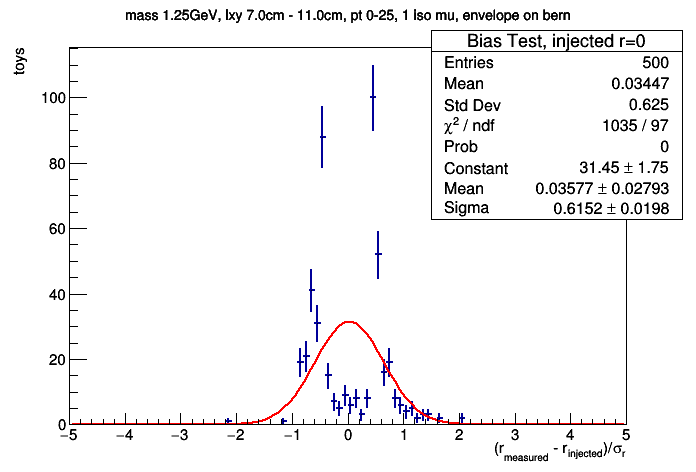 mass 1.25GeV, lxy 7.0cm - 11.0cm, pt 0-25, 1 Iso mu, envelope on bern
Bias Test, injected r=0
Entries 500
Mean 0.03447
Std Dev 0.625
χ² / ndf 1035 / 97
Prob 0
Constant 31.45 ± 1.75
Mean 0.03577 ± 0.02793
Sigma 0.6152 ± 0.0198
toys
100
80
60
40
20
0
−5 −4 −3 −2 −1 0 1 2 3 4 5
(r_measured - r_injected)/σ_r